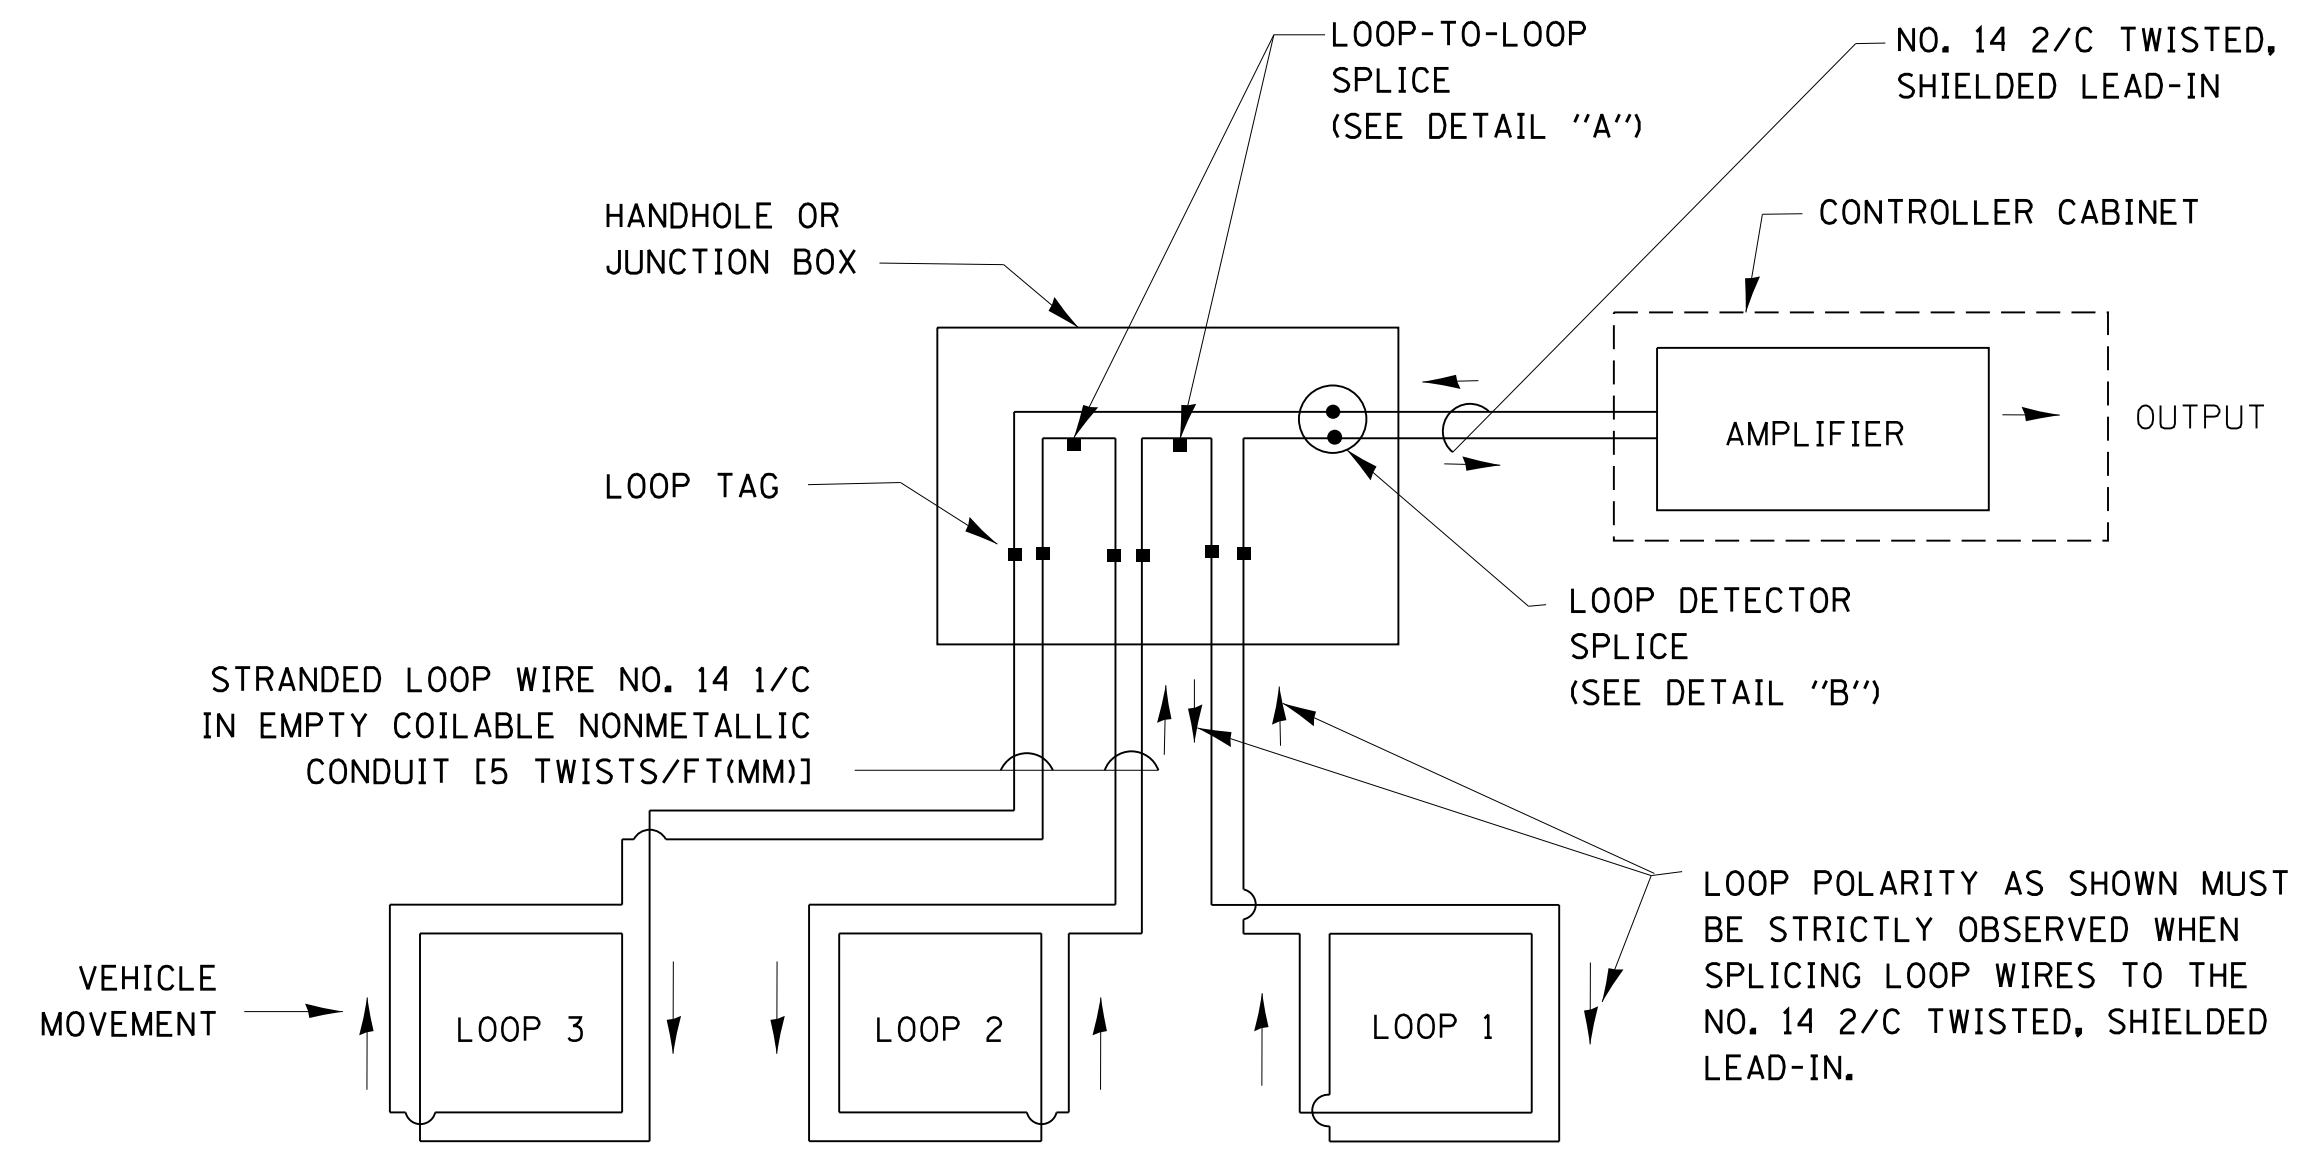 LOOP-TO-LOOP
SPLICE
(SEE DETAIL "A")
NO. 14 2/C TWISTED,
SHIELDED LEAD-IN
HANDHOLE OR
JUNCTION BOX
CONTROLLER CABINET
AMPLIFIER
OUTPUT
LOOP TAG
LOOP DETECTOR
SPLICE
(SEE DETAIL "B")
STRANDED LOOP WIRE NO. 14 1/C
IN EMPTY COILABLE NONMETALLIC
CONDUIT [5 TWISTS/FT(MM)]
LOOP POLARITY AS SHOWN MUST
BE STRICTLY OBSERVED WHEN
SPLICING LOOP WIRES TO THE
NO. 14 2/C TWISTED, SHIELDED
LEAD-IN.
VEHICLE
MOVEMENT
LOOP 3
LOOP 2
LOOP 1